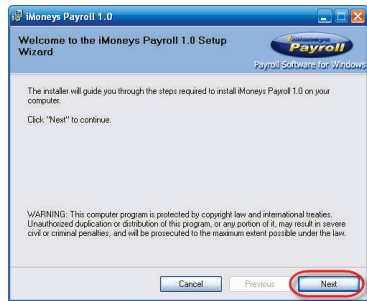 iMoneys Payroll 1.0
Welcome to the iMoneys Payroll 1.0 Setup
Wizard
iMoneys
Payroll
Payroll Software for Windows
The installer will guide you through the steps required to install iMoneys Payroll 1.0 on your
computer.
Click "Next" to continue.
WARNING: This computer program is protected by copyright law and international treaties.
Unauthorized duplication or distribution of this program, or any portion of it, may result in severe
civil or criminal penalties, and will be prosecuted to the maximum extent possible under the law.
Cancel
Previous
Next